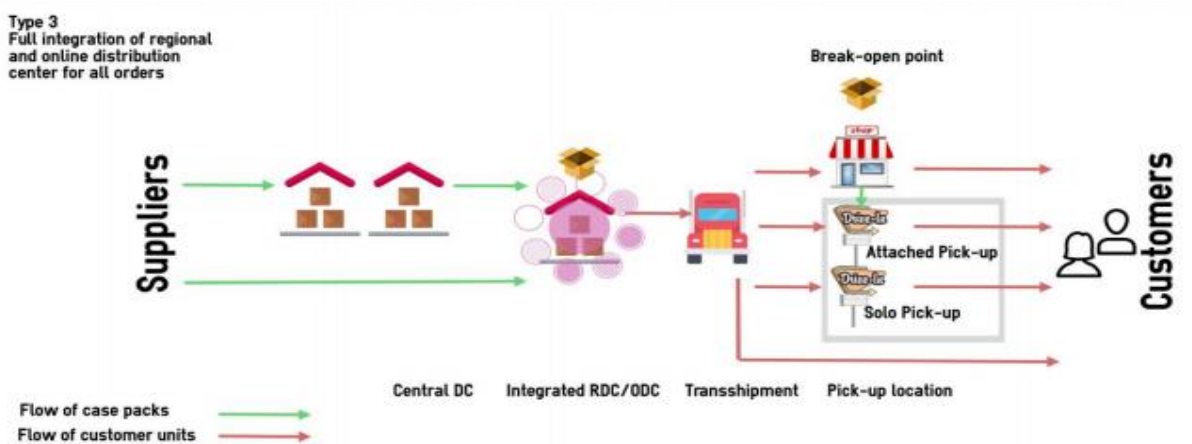 Type 3
Full integration of regional
and online distribution
center for all orders
Break-open point
Suppliers
shop
Drive-In
Attached Pick-up
Drive-In
Solo Pick-up
Customers
Central DC
Integrated RDC/ODC
Transshipment
Pick-up location
Flow of case packs
Flow of customer units